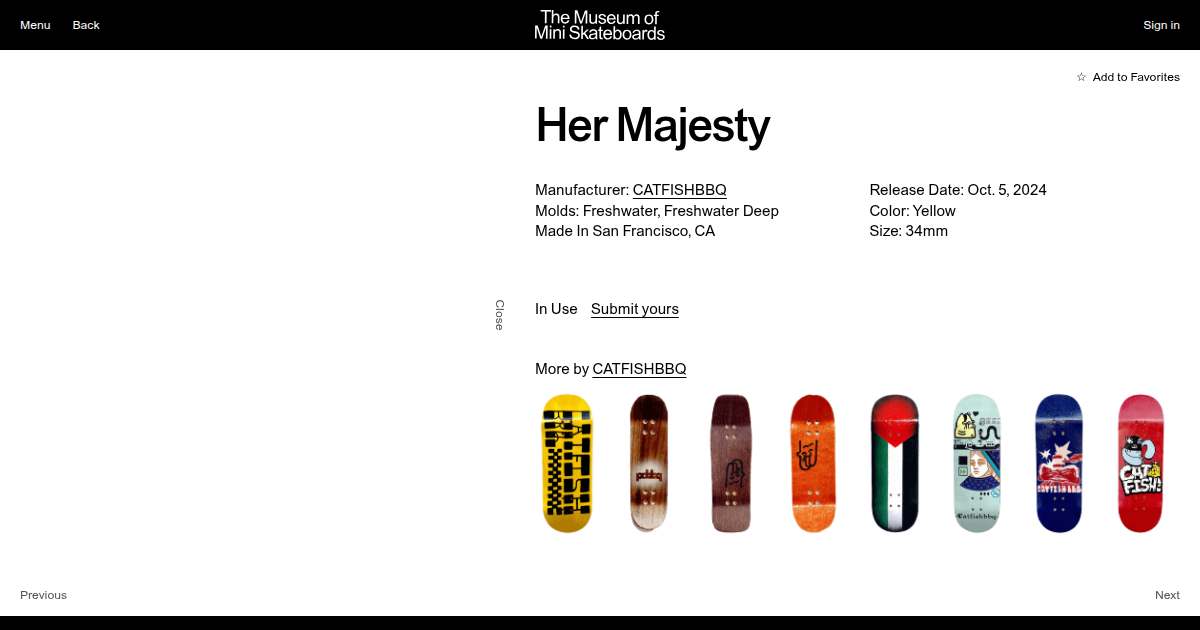 Menu
Back
The Museum of
Mini Skateboards
Sign in
☆ Add to Favorites
Her Majesty
Manufacturer: CATFISHBBQ
Molds: Freshwater, Freshwater Deep
Made In San Francisco, CA
Release Date: Oct. 5, 2024
Color: Yellow
Size: 34mm
Close
In Use Submit yours
More by CATFISHBBQ
CAT
FISH!
Catfishbbq
Previous
Next